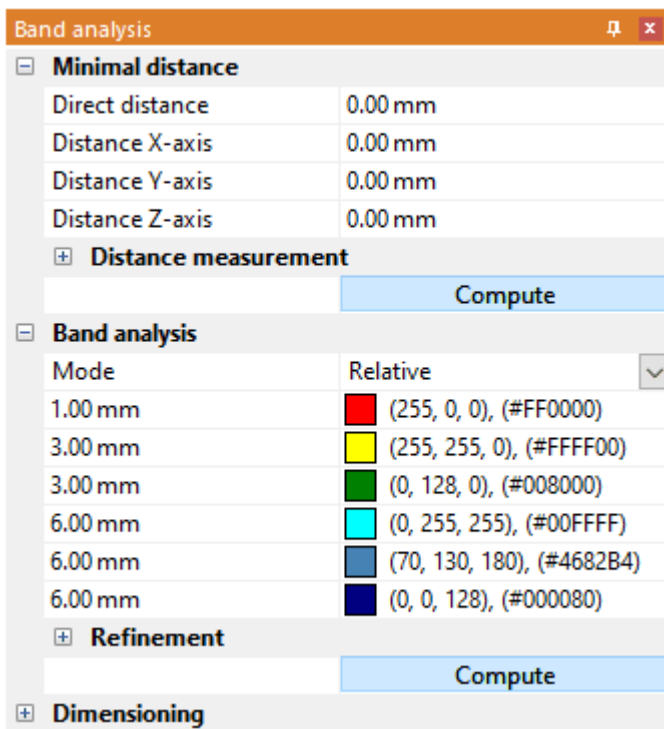 Band analysis
Minimal distance
Direct distance 0.00 mm
Distance X-axis 0.00 mm
Distance Y-axis 0.00 mm
Distance Z-axis 0.00 mm
Distance measurement
Compute
Band analysis
Mode Relative
1.00 mm (255, 0, 0), (#FF0000)
3.00 mm (255, 255, 0), (#FFFF00)
3.00 mm (0, 128, 0), (#008000)
6.00 mm (0, 255, 255), (#00FFFF)
6.00 mm (70, 130, 180), (#4682B4)
6.00 mm (0, 0, 128), (#000080)
Refinement
Compute
Dimensioning